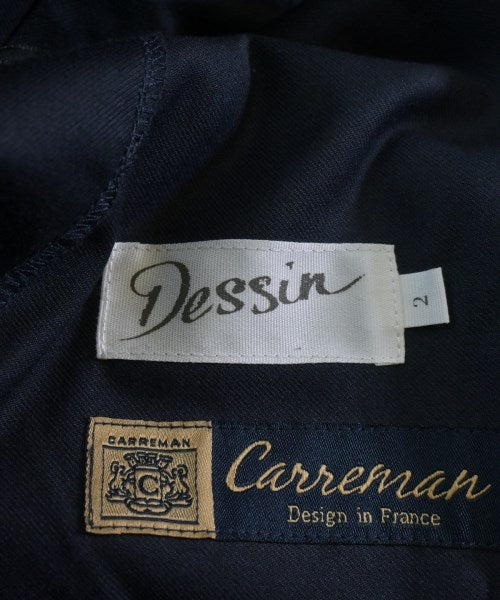 Dessin
2
CARREMAN
C
Carreman
Design in France